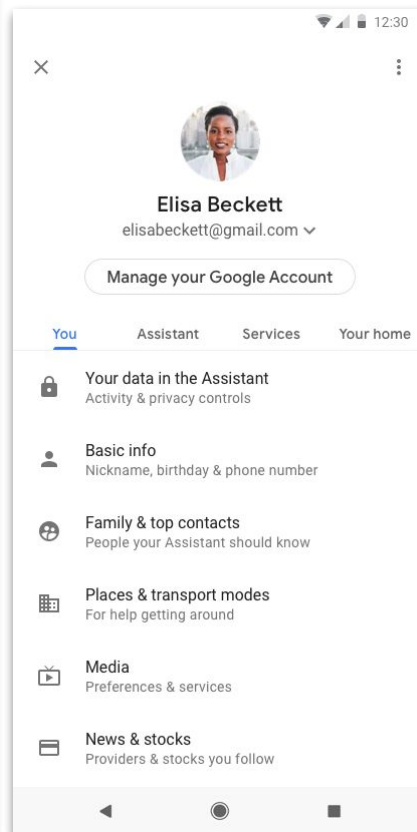 12:30
Elisa Beckett
elisabeckett@gmail.com
Manage your Google Account
You Assistant Services Your home
Your data in the Assistant
Activity & privacy controls
Basic info
Nickname, birthday & phone number
Family & top contacts
People your Assistant should know
Places & transport modes
For help getting around
Media
Preferences & services
News & stocks
Providers & stocks you follow